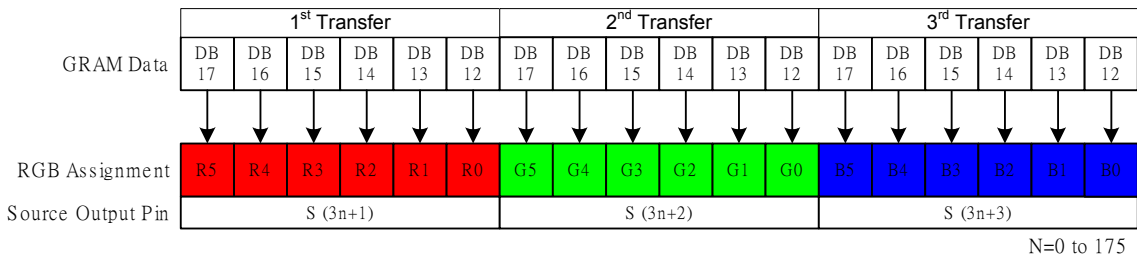 1st Transfer 2nd Transfer 3rd Transfer
GRAM Data DB 17 DB 16 DB 15 DB 14 DB 13 DB 12 DB 17 DB 16 DB 15 DB 14 DB 13 DB 12 DB 17 DB 16 DB 15 DB 14 DB 13 DB 12
RGB Assignment R5 R4 R3 R2 R1 R0 G5 G4 G3 G2 G1 G0 B5 B4 B3 B2 B1 B0
Source Output Pin S (3n+1) S (3n+2) S (3n+3)
N=0 to 175